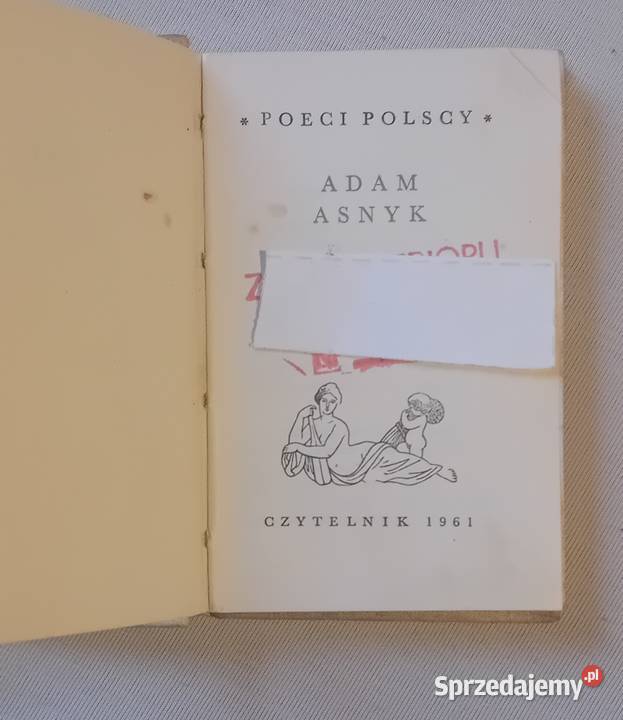 * POECI POLSCY *
ADAM
ASNYK
CZYTELNIK 1961
Sprzedajemy.pl